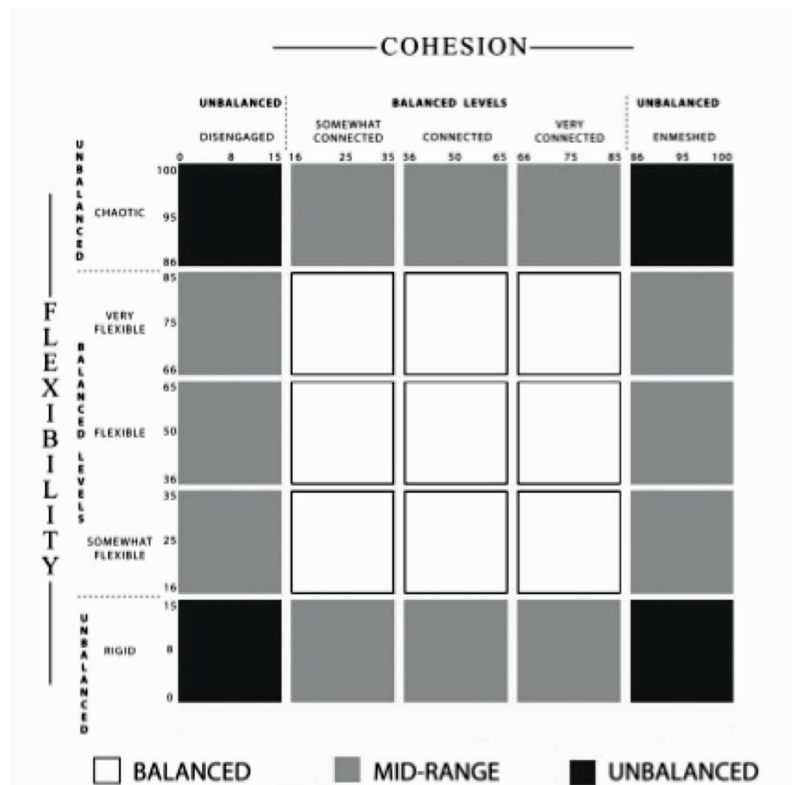 COHESION
UNBALANCED
BALANCED LEVELS
UNBALANCED
DISENGAGED
SOMEWHAT
CONNECTED
CONNECTED
VERY
CONNECTED
ENMESHED
0 8 15 16 25 35 36 50 65 66 75 85 86 95 100
FLEXIBILITY
UNBALANCED
CHAOTIC
100
95
86
BALANCED LEVELS
VERY
FLEXIBLE
85
75
66
FLEXIBLE
65
50
36
SOMEWHAT
FLEXIBLE
35
25
16
UNBALANCED
RIGID
15
8
0
BALANCED MID-RANGE UNBALANCED